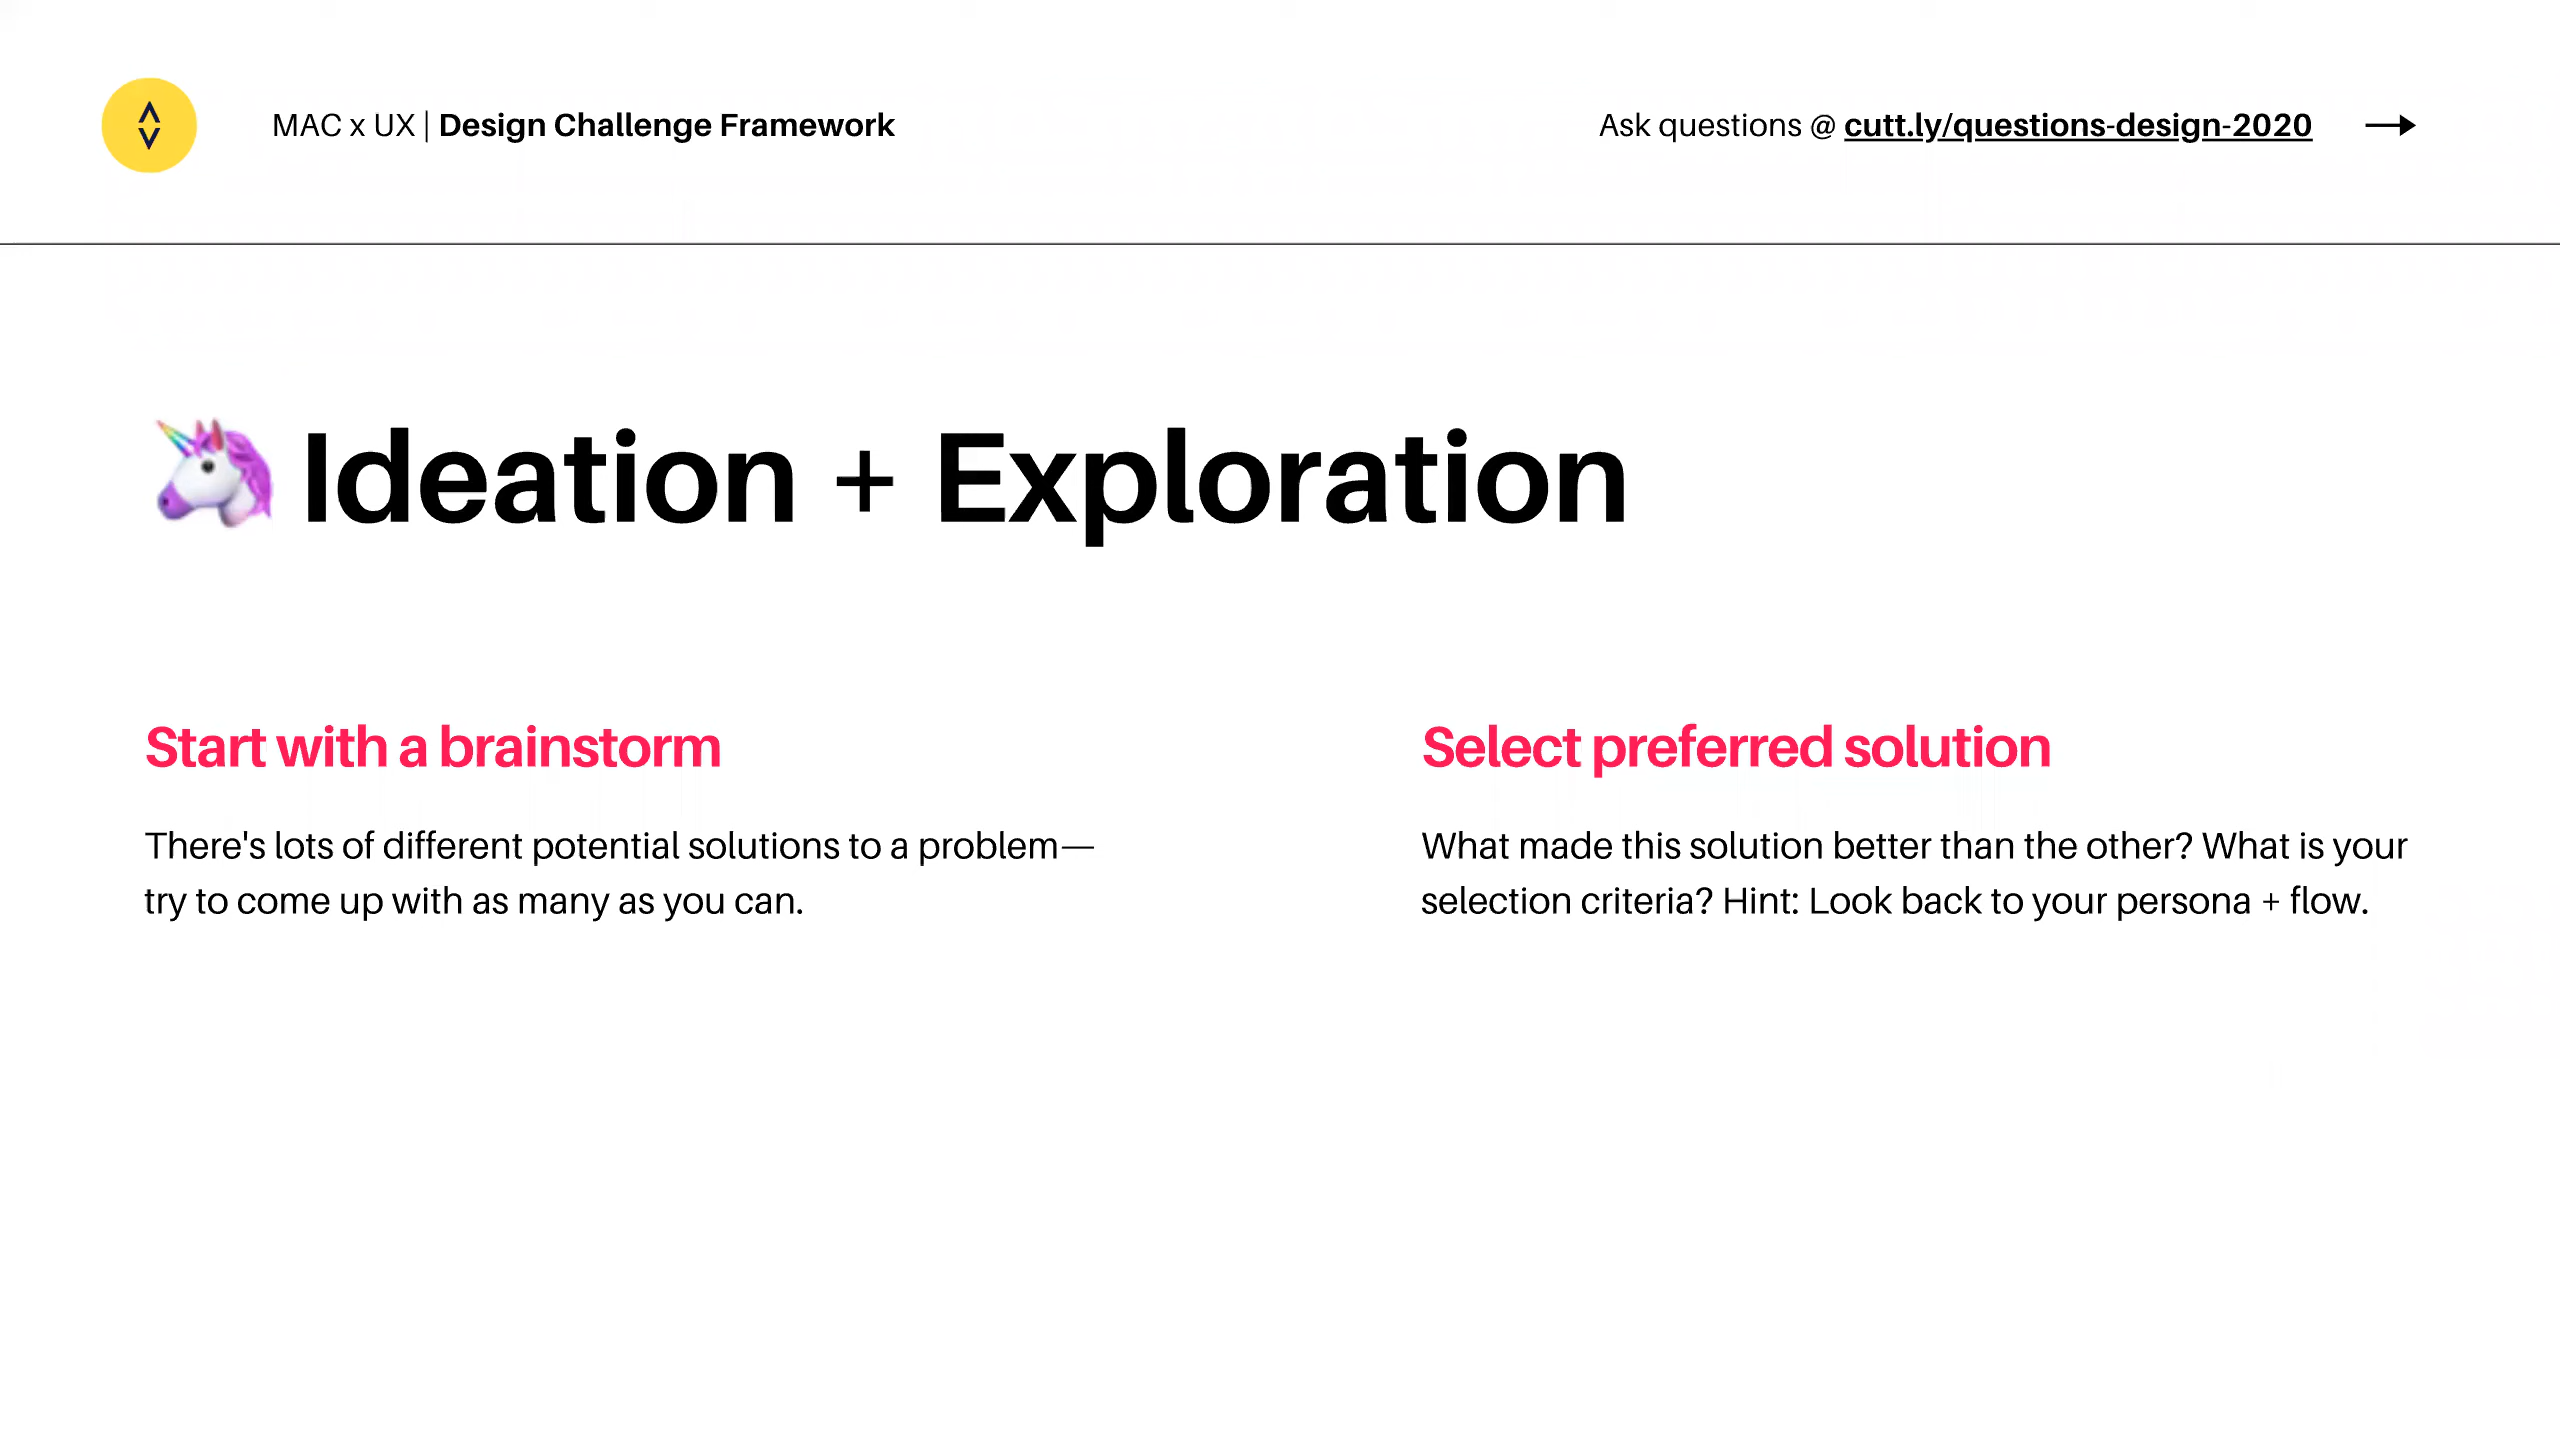 MAC x UX | Design Challenge Framework
Ask questions @ cutt.ly/questions-design-2020
Ideation + Exploration
Start with a brainstorm
There's lots of different potential solutions to a problem—
try to come up with as many as you can.
Select preferred solution
What made this solution better than the other? What is your
selection criteria? Hint: Look back to your persona + flow.